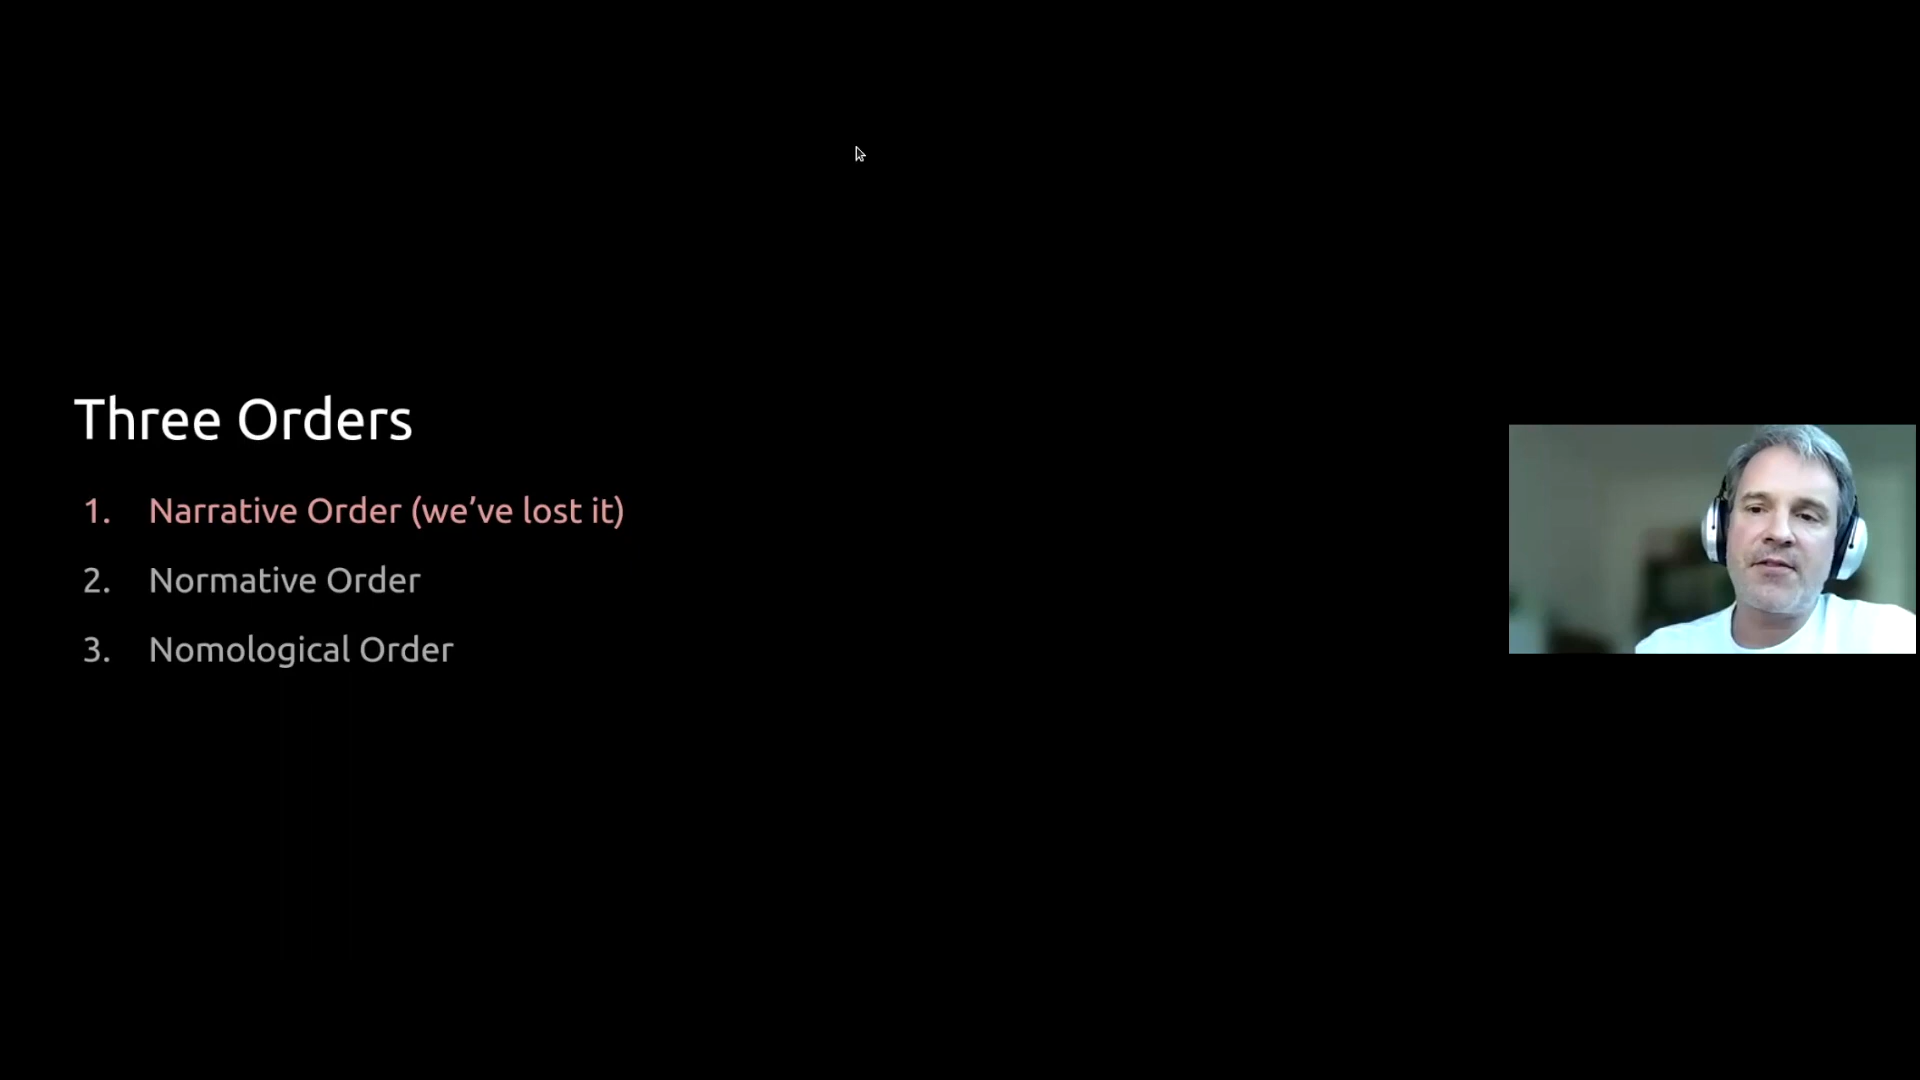 Three Orders
1. Narrative Order (we’ve lost it)
2. Normative Order
3. Nomological Order